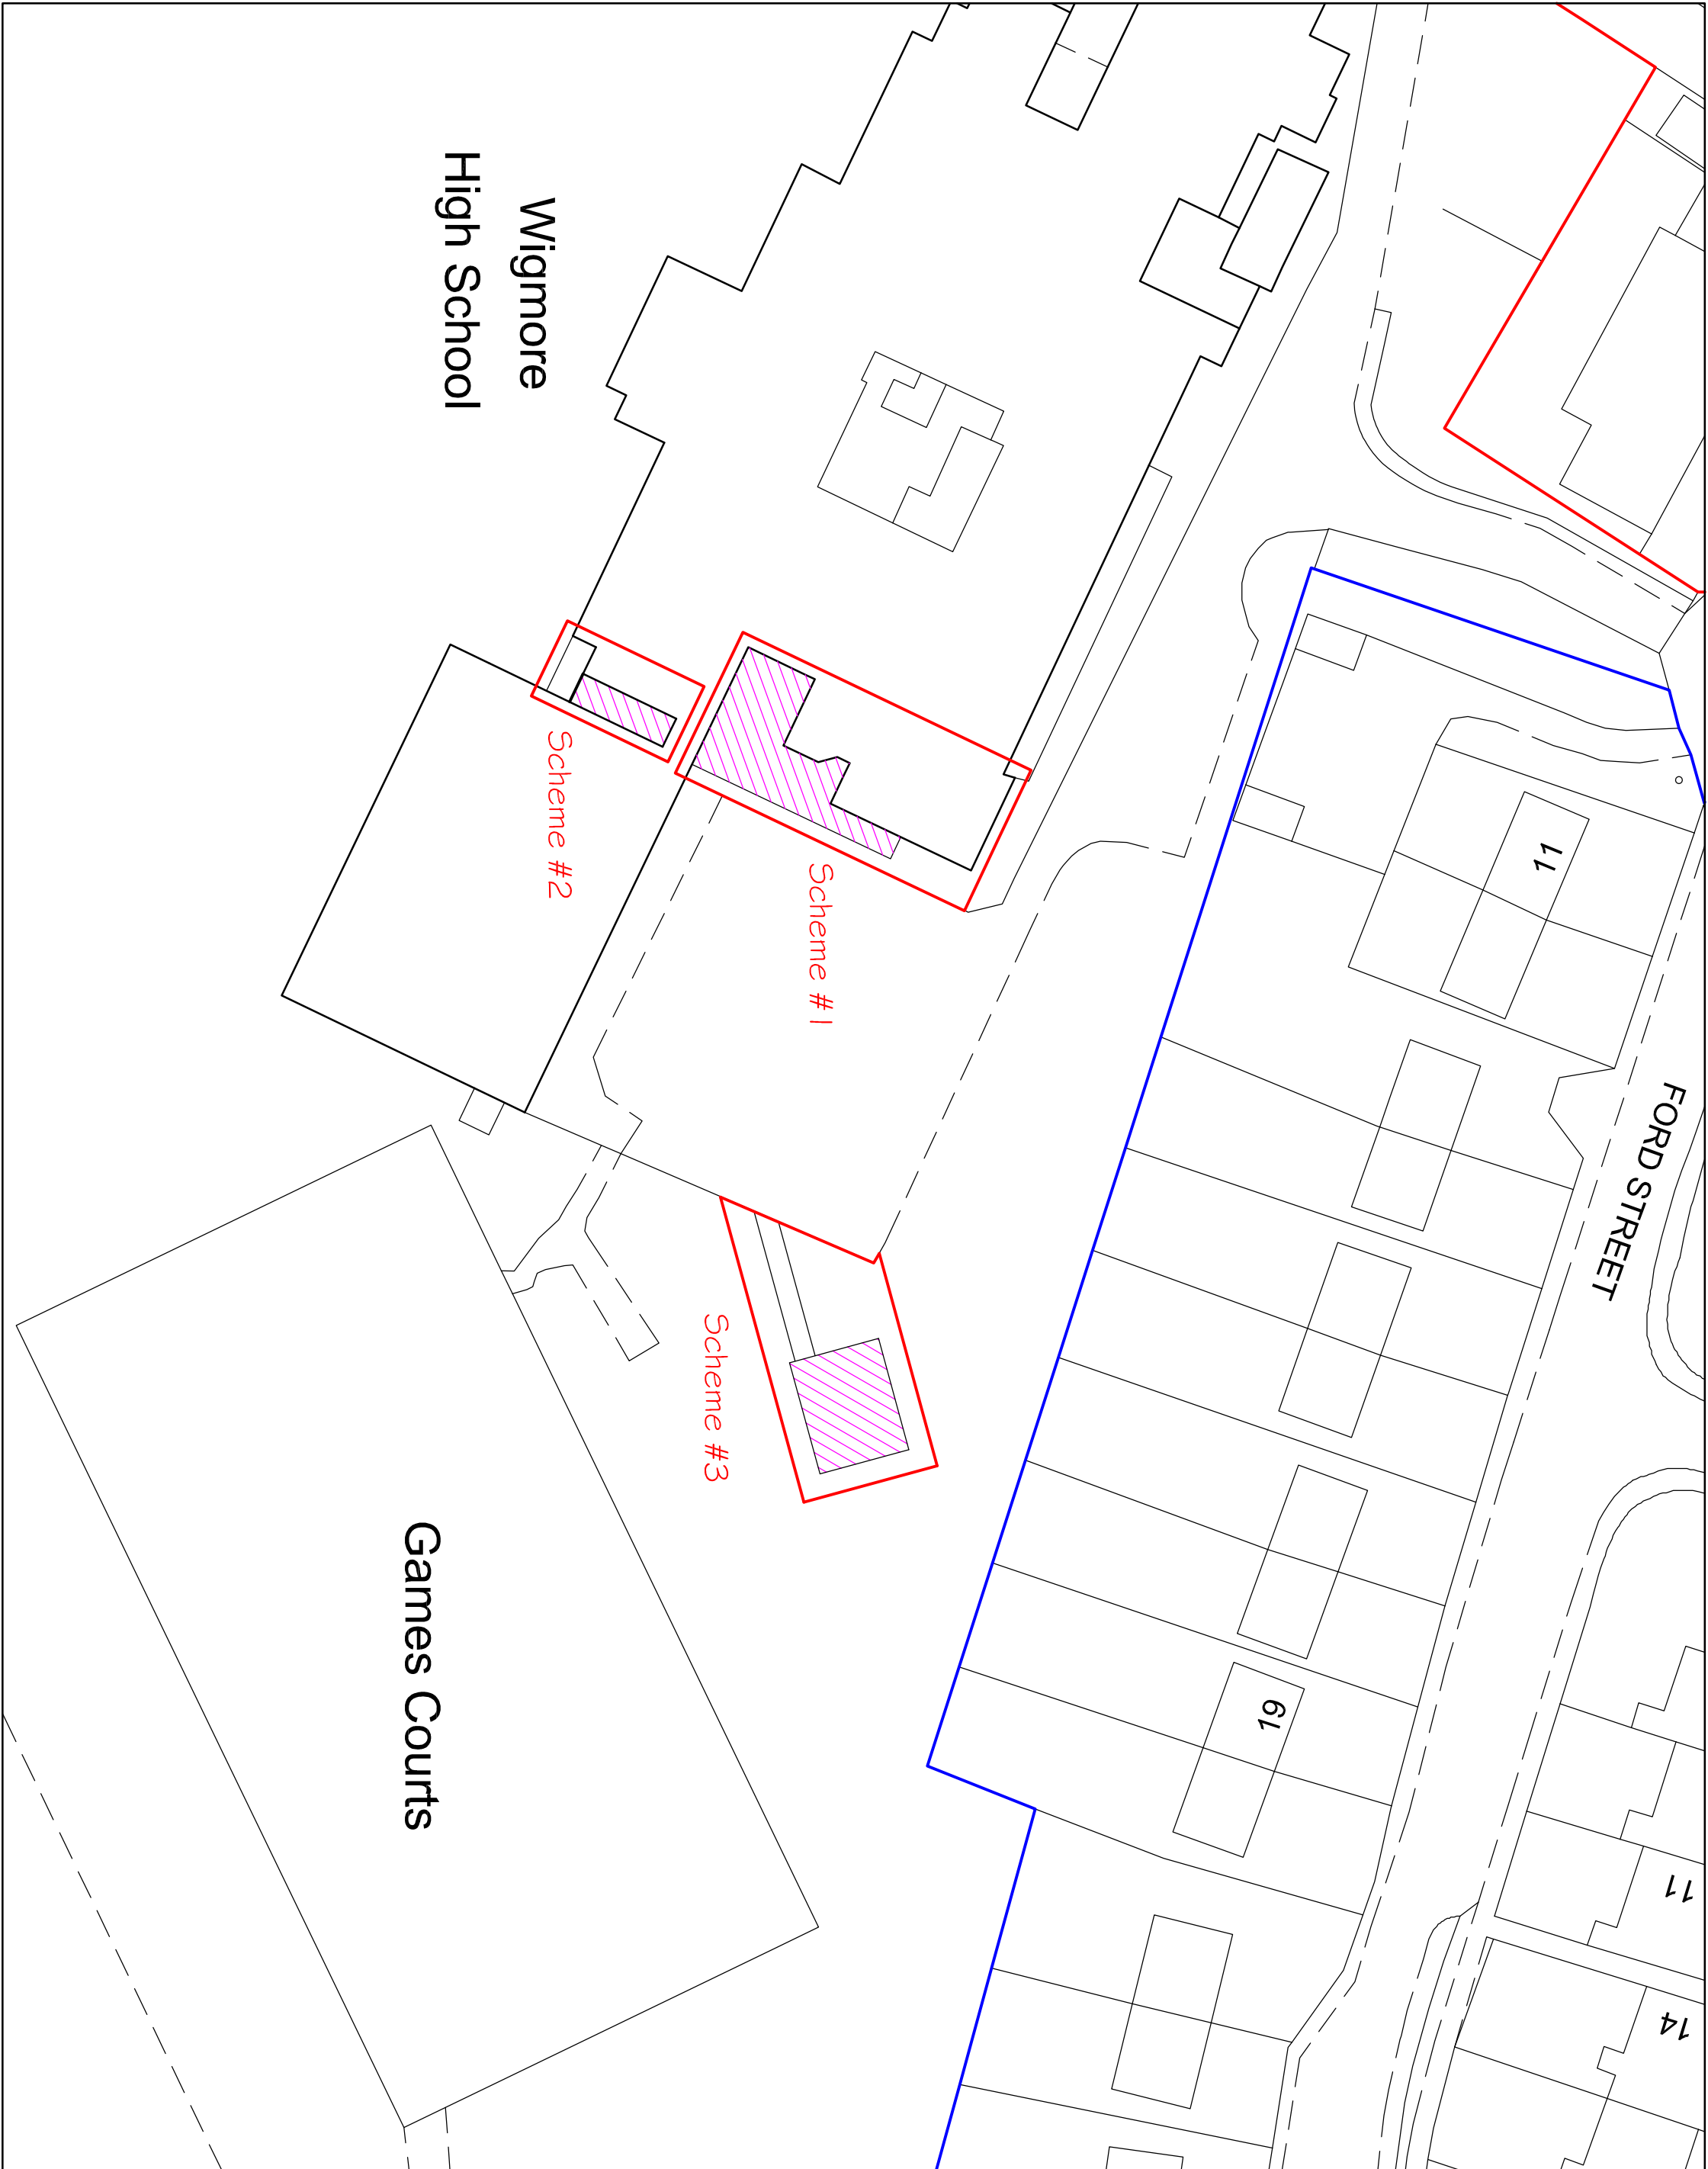 Wigmore
High School
Scheme #2
Scheme #1
Scheme #3
Games Courts
FORD STREET
11
19
11
14